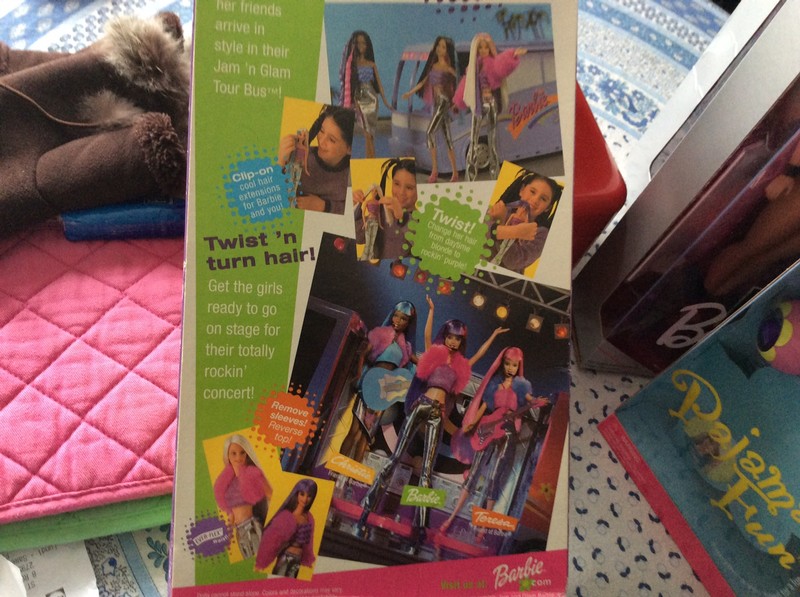 her friends
arrive in
style in their
Jam 'n Glam
Tour Bus™!
Barbie
Clip-on
cool hair
extensions
for Barbie
and you!
Twist!
Change her hair
from daytime
blonde to
rockin' purple!
Twist 'n
turn hair!
Get the girls
ready to go
on stage for
their totally
rockin'
concert!
Remove
sleeves!
Reverse
top!
Christie
Barbie
Teresa
Visit us at Barbie.com
B
Pajama
Fun